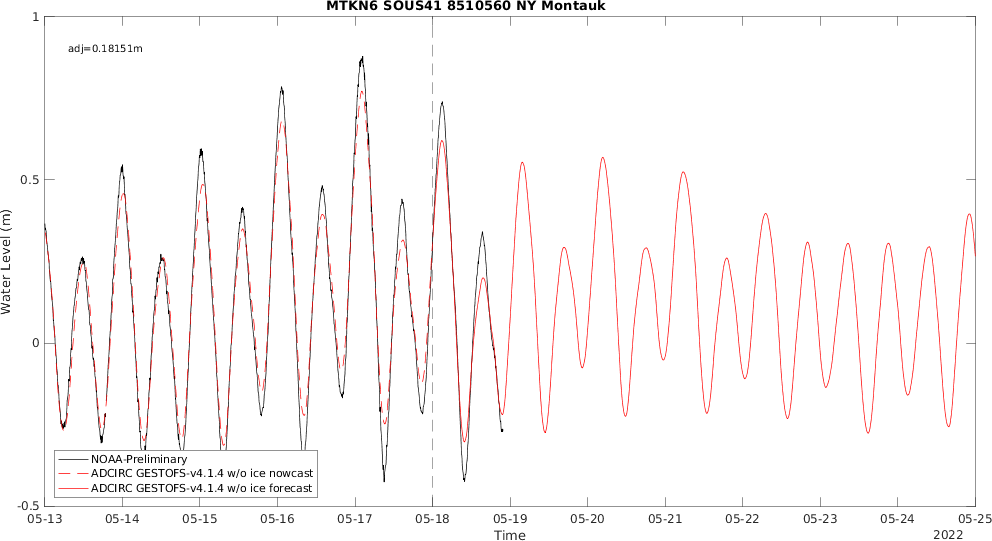 MTKN6 SOUS41 8510560 NY Montauk
adj=0.18151m
Water Level (m)
1
0.5
0
-0.5
NOAA-Preliminary
ADCIRC GESTOFS-v4.1.4 w/o ice nowcast
ADCIRC GESTOFS-v4.1.4 w/o ice forecast
05-13 05-14 05-15 05-16 05-17 05-18 05-19 05-20 05-21 05-22 05-23 05-24 05-25
Time
2022